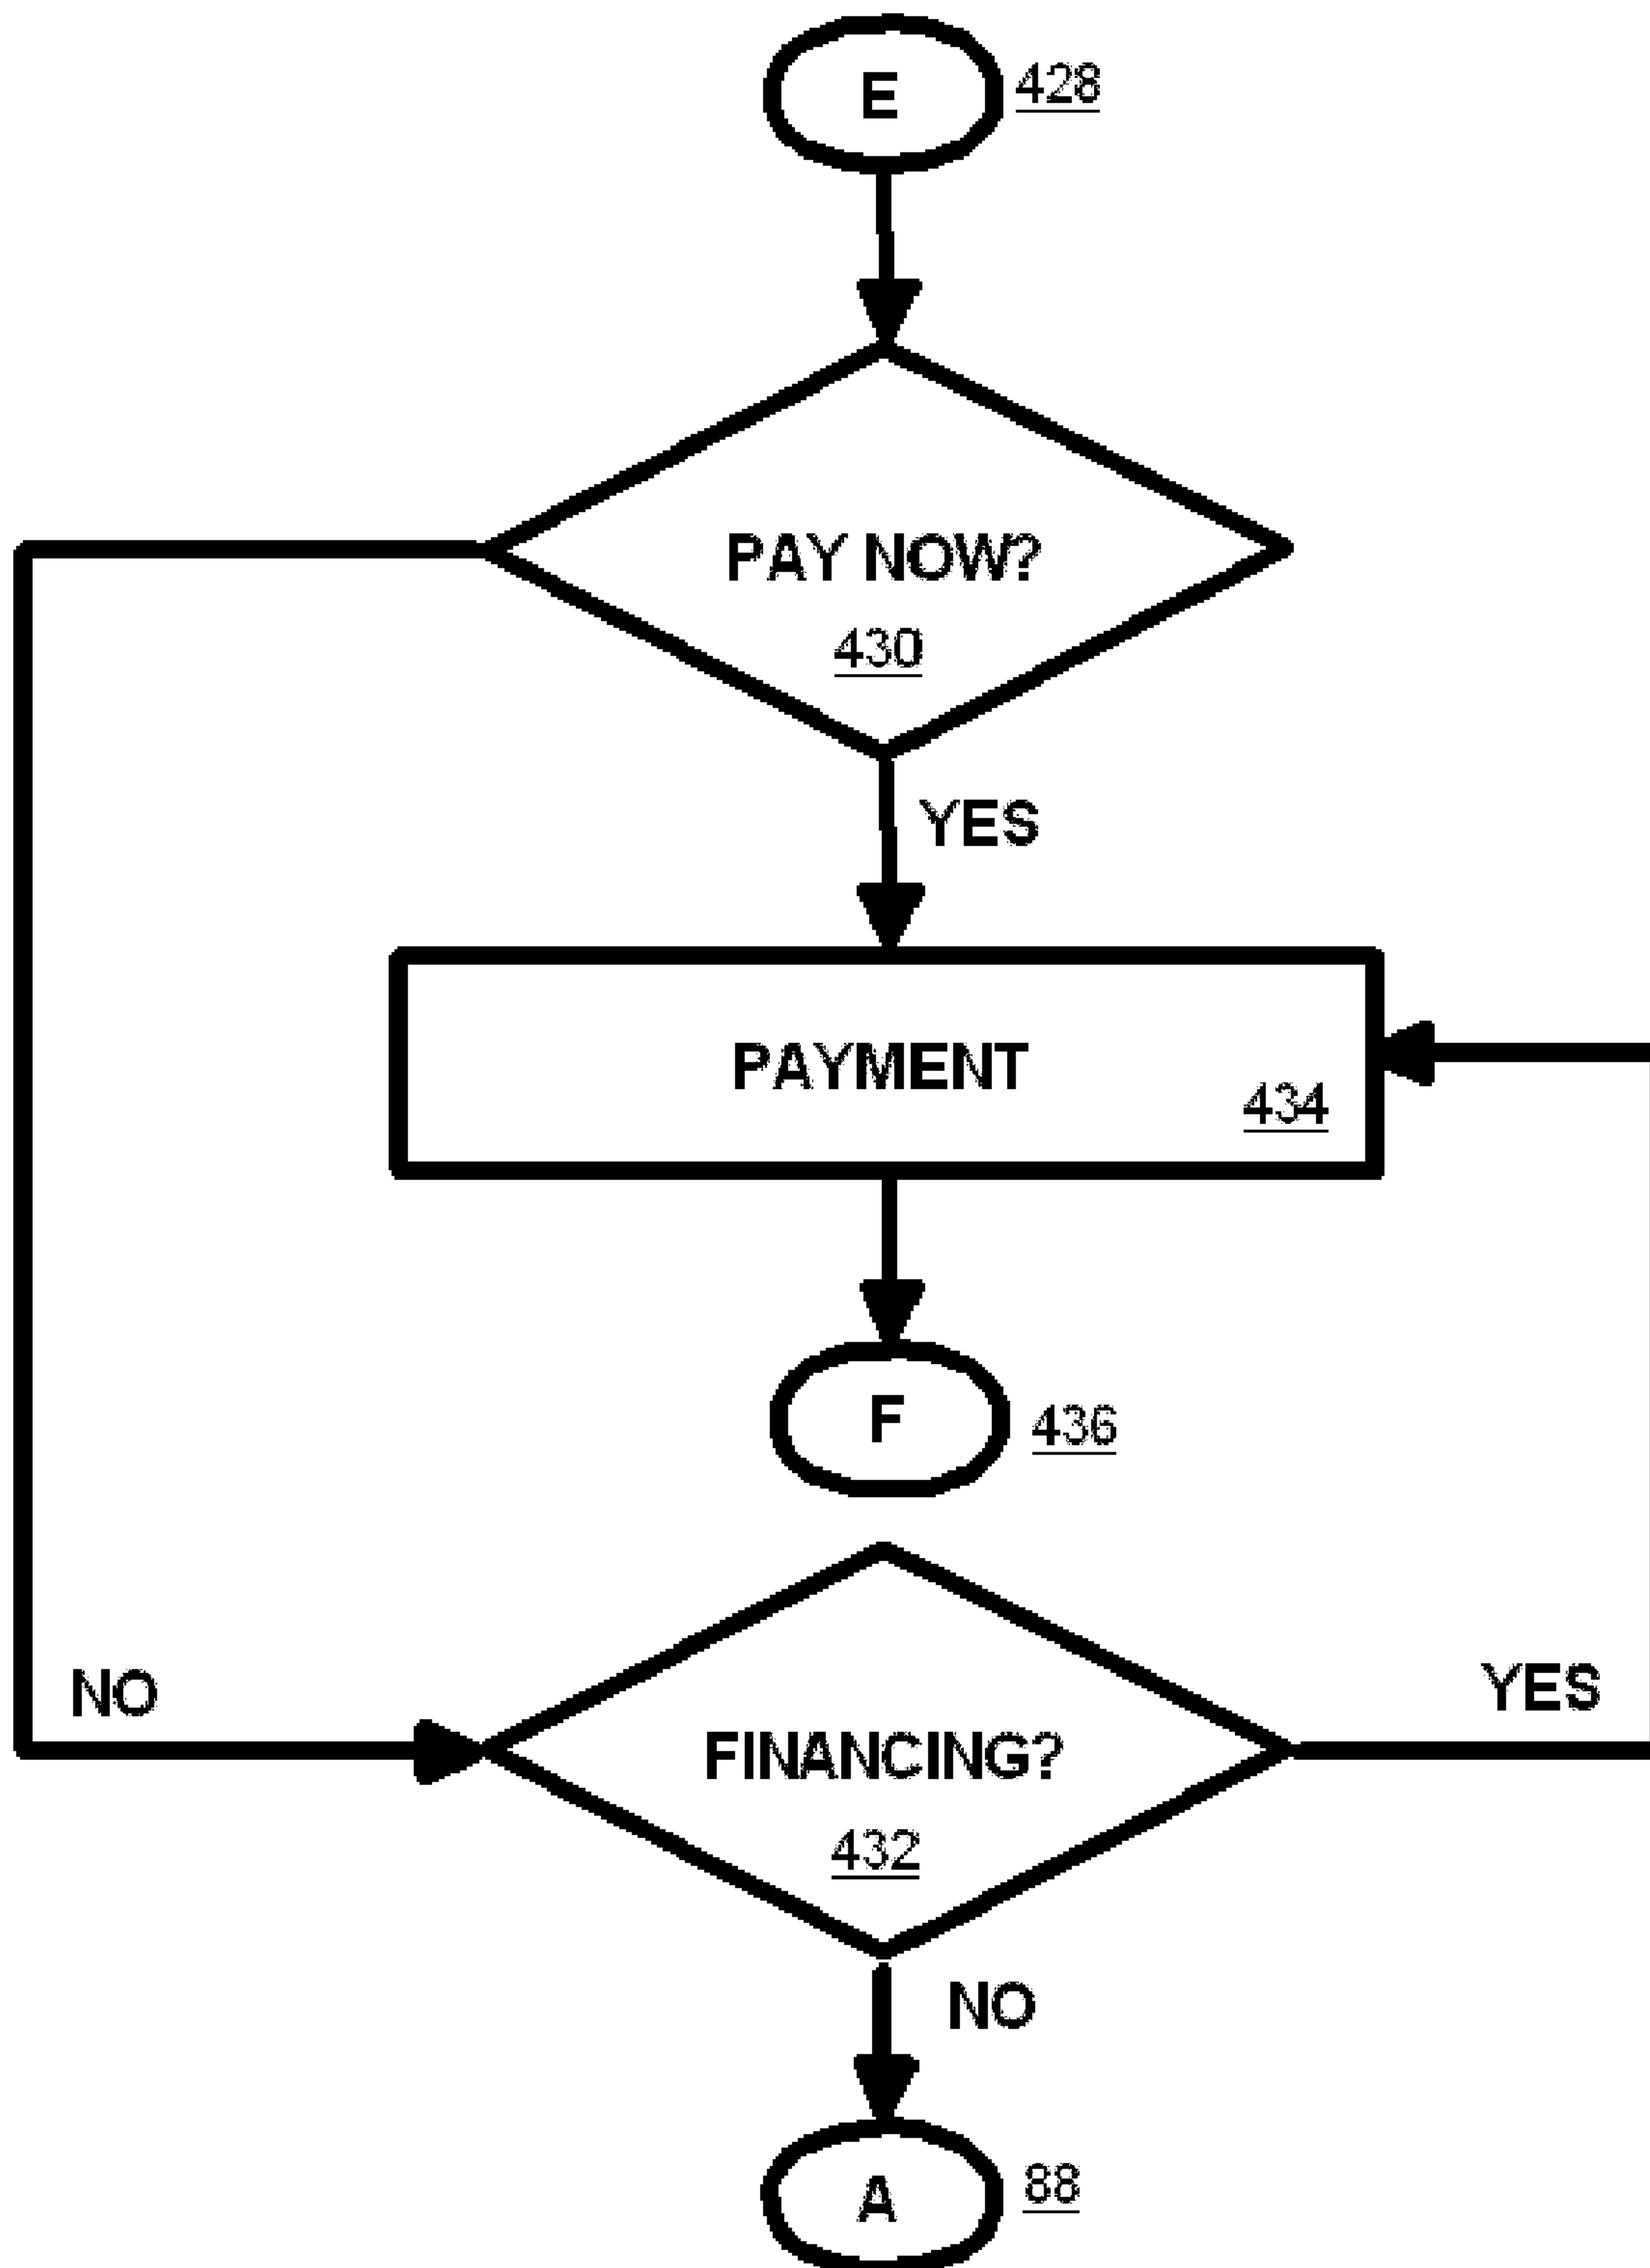 E
428
PAY NOW?
430
YES
PAYMENT
434
F
436
NO
YES
FINANCING?
432
NO
A
88